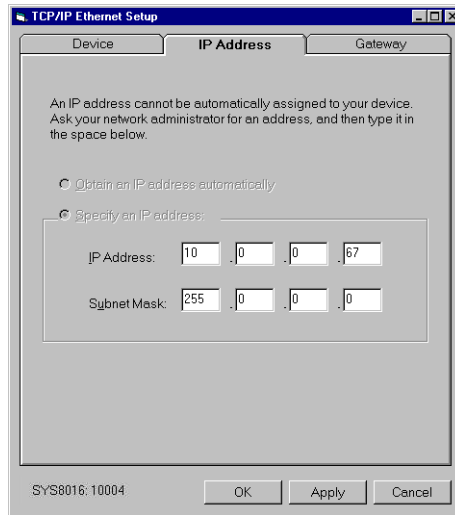 TCP/IP Ethernet Setup
Device IP Address Gateway
An IP address cannot be automatically assigned to your device.
Ask your network administrator for an address, and then type it in
the space below.
Obtain an IP address automatically
Specify an IP address:
IP Address: 10 . 0 . 0 . 67
Subnet Mask: 255 . 0 . 0 . 0
SYS8016; 10004 OK Apply Cancel